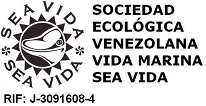 SEA VIDA
SEA VIDA
SOCIEDAD
ECOLÓGICA
VENEZOLANA
VIDA MARINA
SEA VIDA
RIF: J-3091608-4